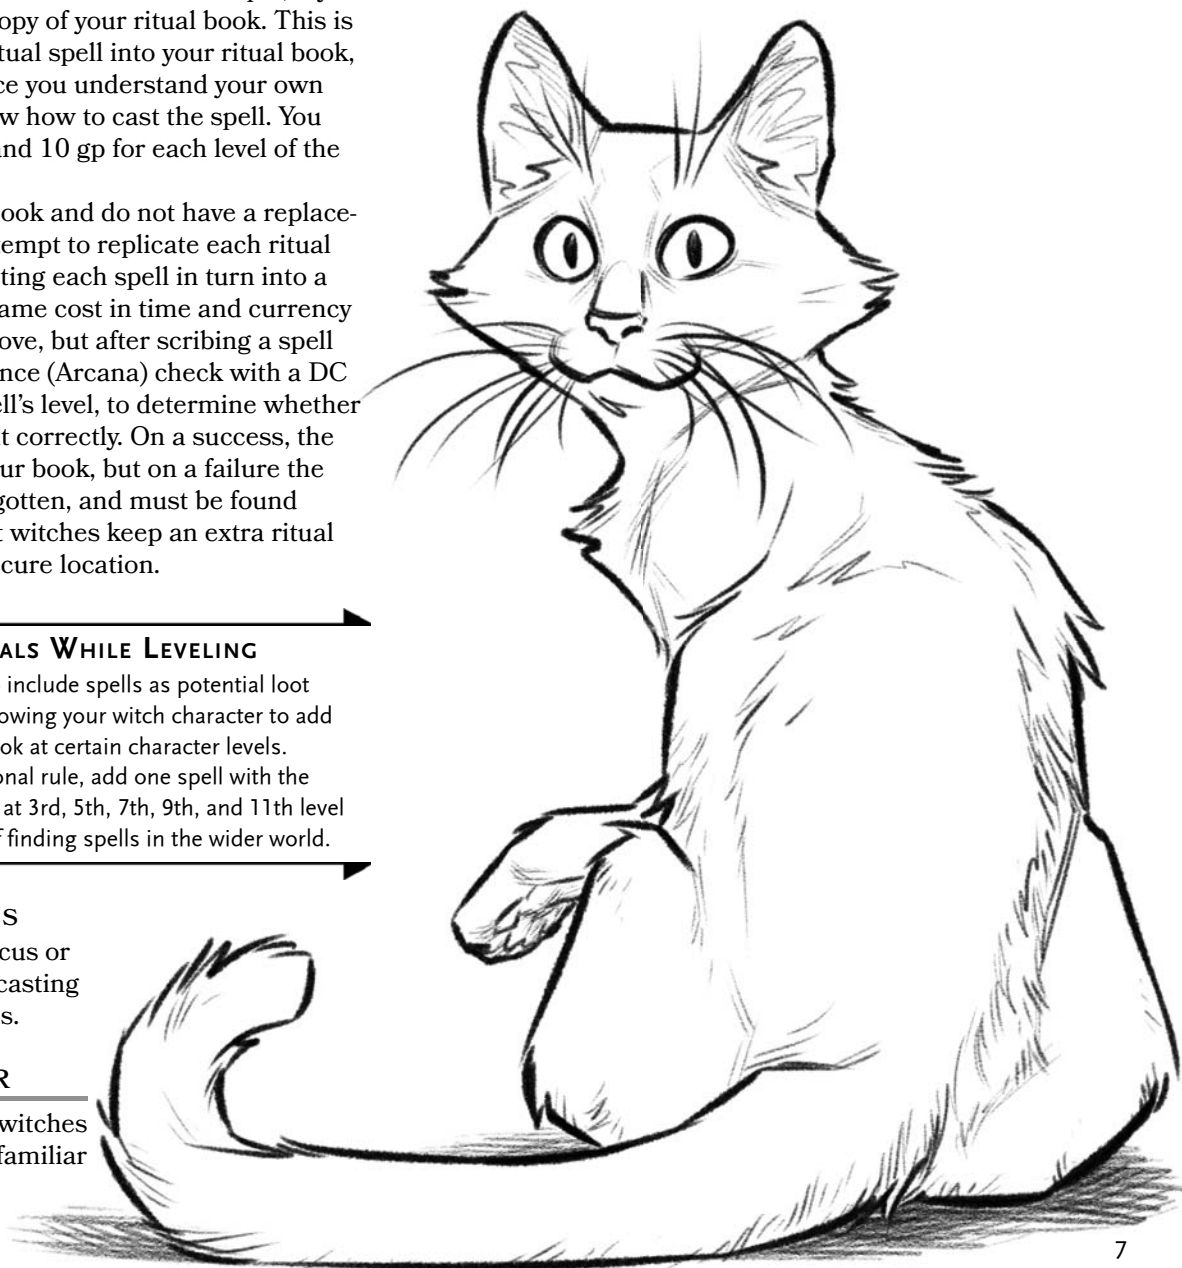 opy of your ritual book. This is
tual spell into your ritual book,
ce you understand your own
w how to cast the spell. You
and 10 gp for each level of the
ook and do not have a replace-
tempt to replicate each ritual
ting each spell in turn into a
ame cost in time and currency
ove, but after scribing a spell
ence (Arcana) check with a DC
ell's level, to determine whether
t correctly. On a success, the
ur book, but on a failure the
gotten, and must be found
t witches keep an extra ritual
cure location.
ALS WHILE LEVELING
include spells as potential loot
owing your witch character to add
ok at certain character levels.
onal rule, add one spell with the
at 3rd, 5th, 7th, 9th, and 11th level
f finding spells in the wider world.
S
cus or
casting
s.
R
witches
familiar
7